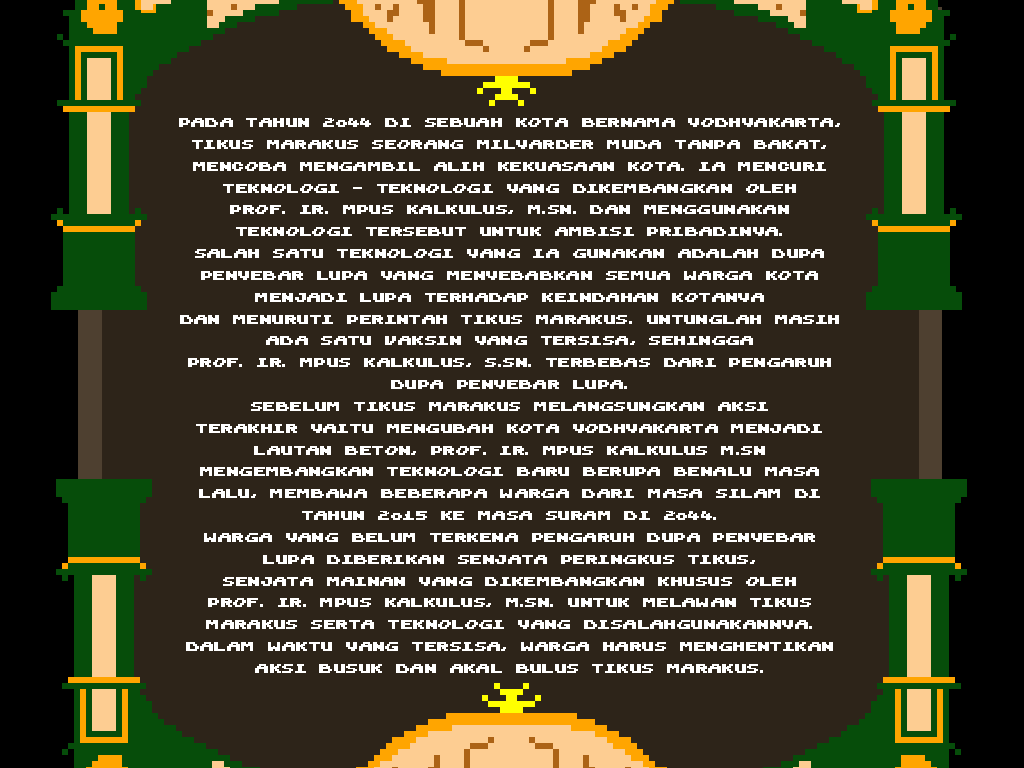 PADA TAHUN 2044 DI SEBUAH KOTA BERNAMA YODHYAKARTA,
TIKUS MARAKUS SEORANG MILYARDER MUDA TANPA BAKAT,
MENCOBA MENGAMBIL ALIH KEKUASAAN KOTA. IA MENCURI
TEKNOLOGI - TEKNOLOGI YANG DIKEMBANGKAN OLEH
PROF. IR. MPUS KALKULUS, M.SN. DAN MENGGUNAKAN
TEKNOLOGI TERSEBUT UNTUK AMBISI PRIBADINYA.
SALAH SATU TEKNOLOGI YANG IA GUNAKAN ADALAH DUPA
PENYEBAR LUPA YANG MENYEBABKAN SEMUA WARGA KOTA
MENJADI LUPA TERHADAP KEINDAHAN KOTANYA
DAN MENURUTI PERINTAH TIKUS MARAKUS. UNTUNGLAH MASIH
ADA SATU VAKSIN YANG TERSISA, SEHINGGA
PROF. IR. MPUS KALKULUS, S.SN. TERBEBAS DARI PENGARUH
DUPA PENYEBAR LUPA.
SEBELUM TIKUS MARAKUS MELANGSUNGKAN AKSI
TERAKHIR YAITU MENGUBAH KOTA YODHYAKARTA MENJADI
LAUTAN BETON, PROF. IR. MPUS KALKULUS M.SN
MENGEMBANGKAN TEKNOLOGI BARU BERUPA BENALU MASA
LALU, MEMBAWA BEBERAPA WARGA DARI MASA SILAM DI
TAHUN 2015 KE MASA SURAM DI 2044.
WARGA YANG BELUM TERKENA PENGARUH DUPA PENYEBAR
LUPA DIBERIKAN SENJATA PERINGKUS TIKUS,
SENJATA MAINAN YANG DIKEMBANGKAN KHUSUS OLEH
PROF. IR. MPUS KALKULUS, M.SN. UNTUK MELAWAN TIKUS
MARAKUS SERTA TEKNOLOGI YANG DISALAHGUNAKANNYA.
DALAM WAKTU YANG TERSISA, WARGA HARUS MENGHENTIKAN
AKSI BUSUK DAN AKAL BULUS TIKUS MARAKUS.